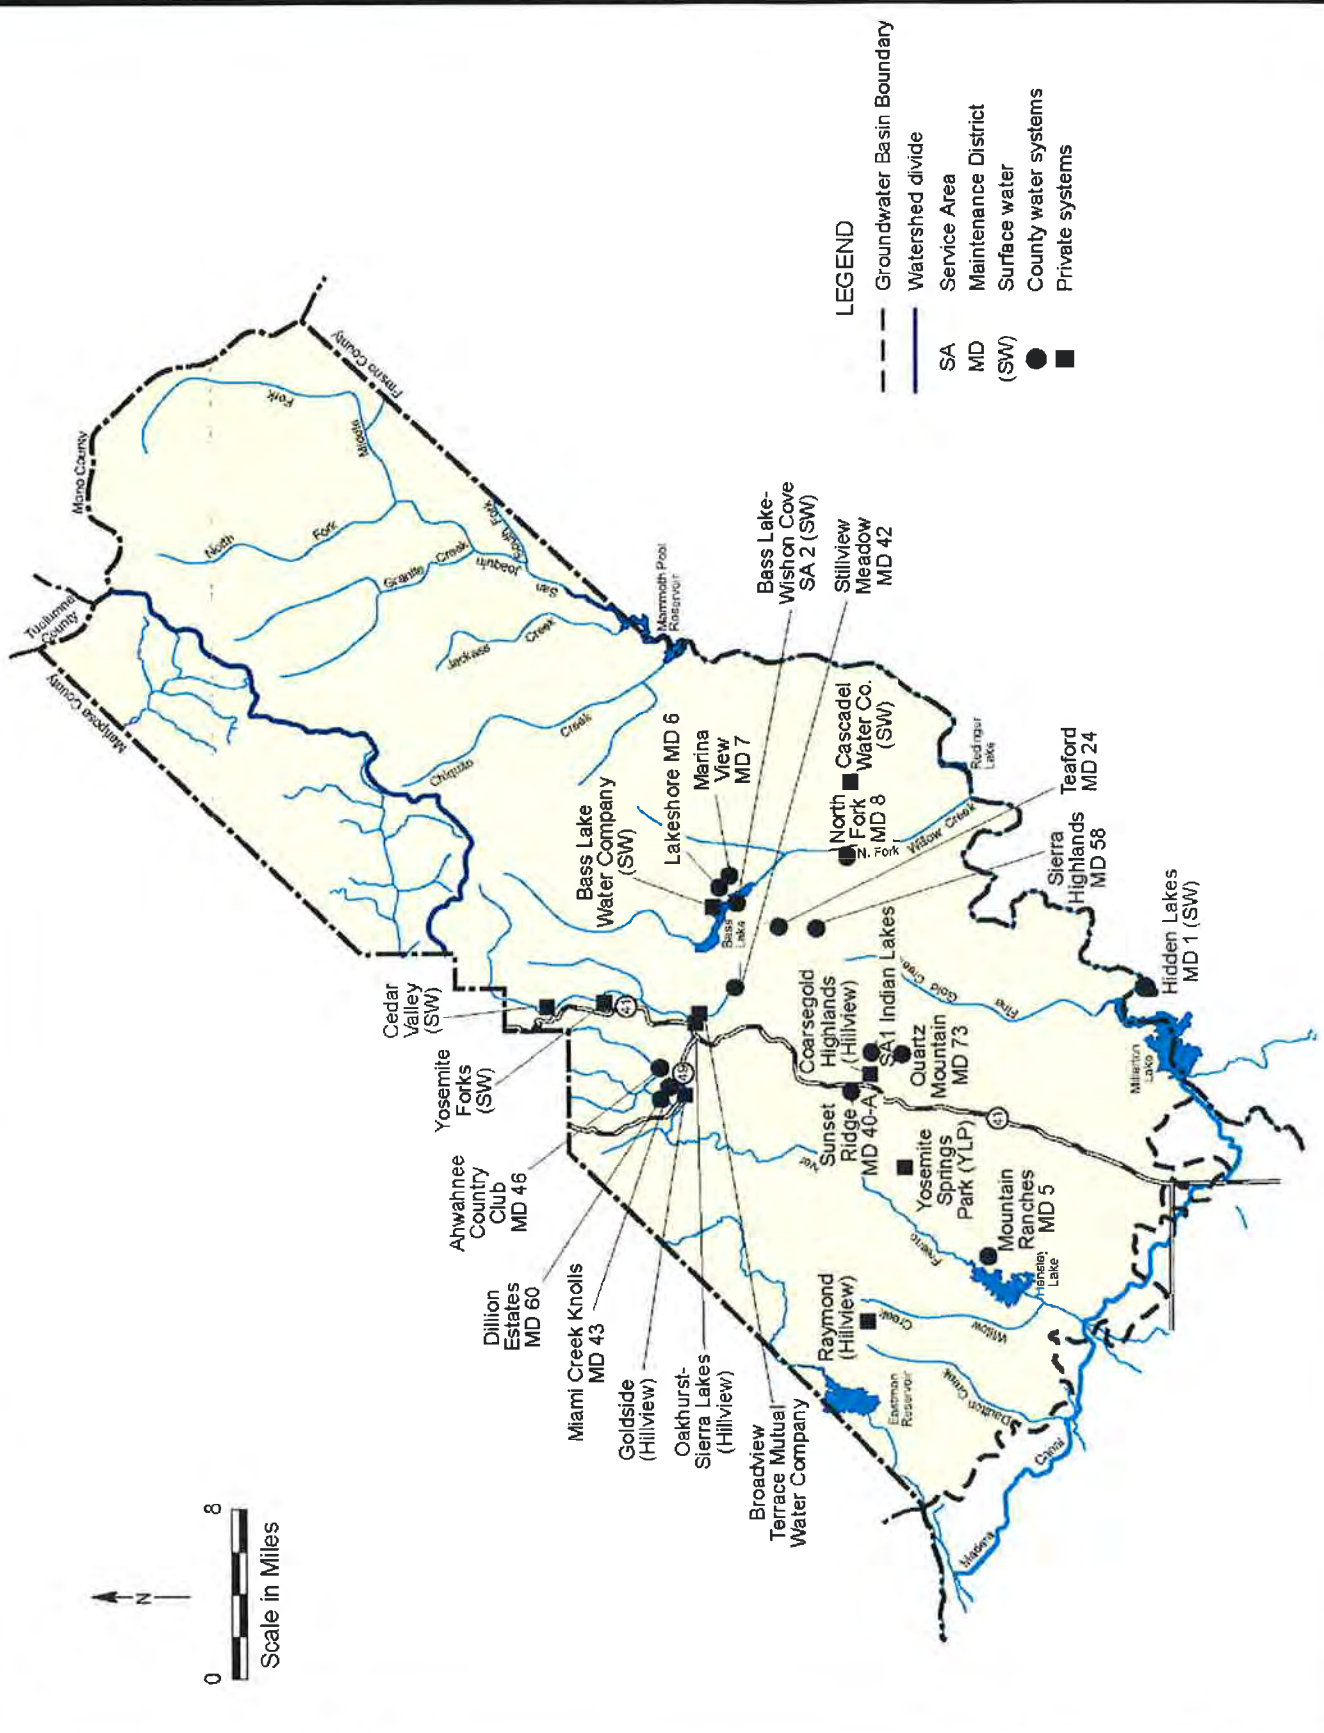 Mono County
Tuolumne
County
Mariposa County
Fresno County
Fork
Middle
North
Fork
South Fork
Granite
Creek
San
Joaquin
Jackass
Creek
Chiquito
Creek
Mammoth Pool
Reservoir
Cedar
Valley
(SW)
Yosemite
Forks
(SW)
Ahwahnee
Country
Club
MD 46
Dillion
Estates
MD 60
Miami Creek Knolls
MD 43
Goldside
(Hillview)
Oakhurst-
Sierra Lakes
(Hillview)
Broadview
Terrace Mutual
Water Company
Bass Lake
Water Company
(SW)
Lakeshore MD 6
Marina
View
MD 7
Bass Lake-
Wishon Cove
SA 2 (SW)
Stillview
Meadow
MD 42
Bass
Lake
41
49
North
Fork
MD 8
N. Fork
Willow Creek
Cascadel
Water Co.
(SW)
Redinger
Lake
Teaford
MD 24
Sierra
Highlands
MD 58
Hidden Lakes
MD 1 (SW)
Coarsegold
Highlands
(Hillview)
SA1 Indian Lakes
Quartz
Mountain
MD 73
Fine
Gold Creek
Sunset
Ridge
MD 40-A
Yosemite
Springs
Park (YLP)
Mountain
Ranches
MD 5
41
Millerton
Lake
Hensley
Lake
Raymond
(Hillview)
Willow
Creek
Daulton Creek
Eastman
Reservoir
Madera
Canal
LEGEND
Groundwater Basin Boundary
Watershed divide
SA Service Area
MD Maintenance District
(SW) Surface water
County water systems
Private systems
N
0 8
Scale in Miles